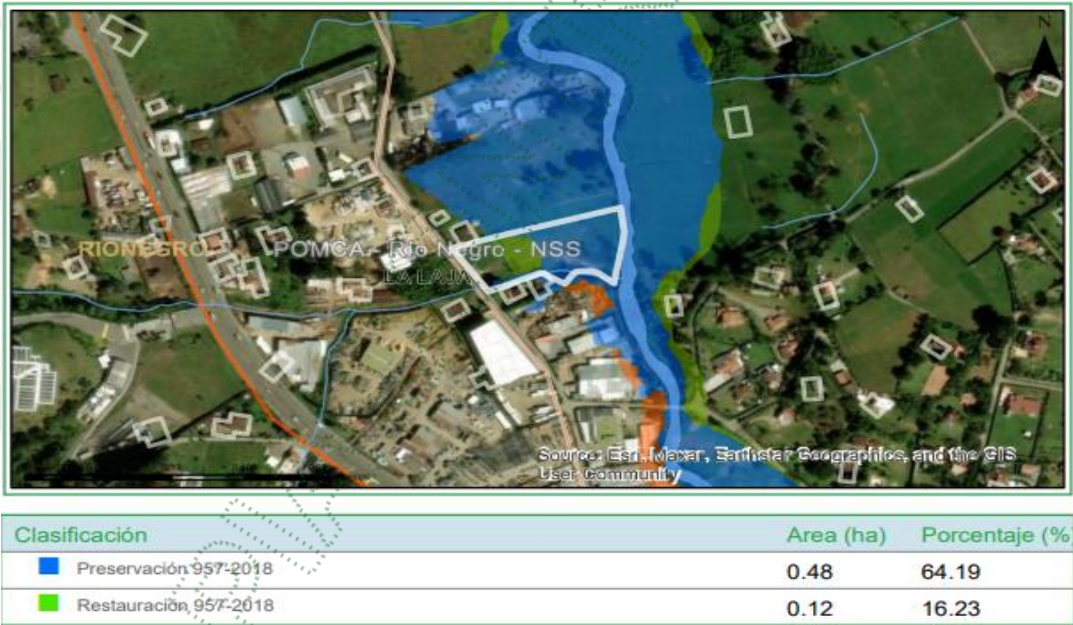 N
RIONEGRO
POMCA - Río Negro - NSS
LA LAJA
Source: Esri, Maxar, Earthstar Geographics, and the GIS
User Community
Clasificación Area (ha) Porcentaje (%)
Preservación 957-2018 0.48 64.19
Restauración 957-2018 0.12 16.23